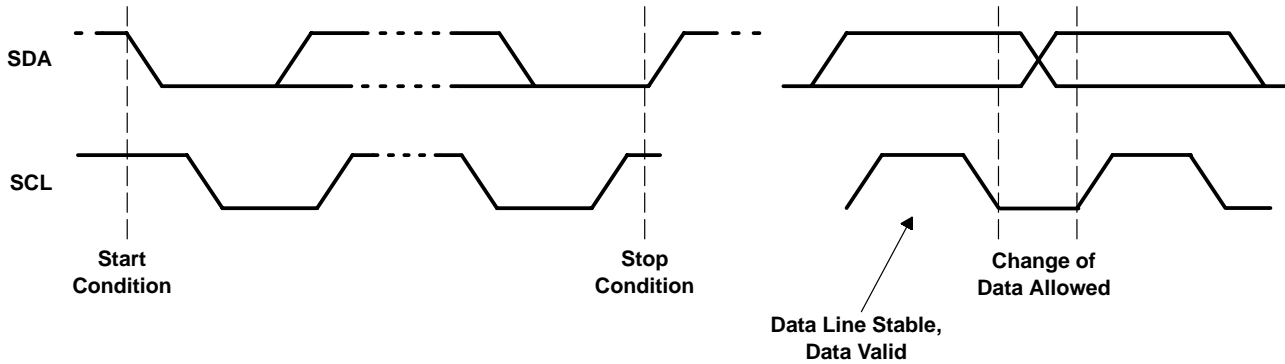 SDA
SCL
Start
Condition
Stop
Condition
Change of
Data Allowed
Data Line Stable,
Data Valid